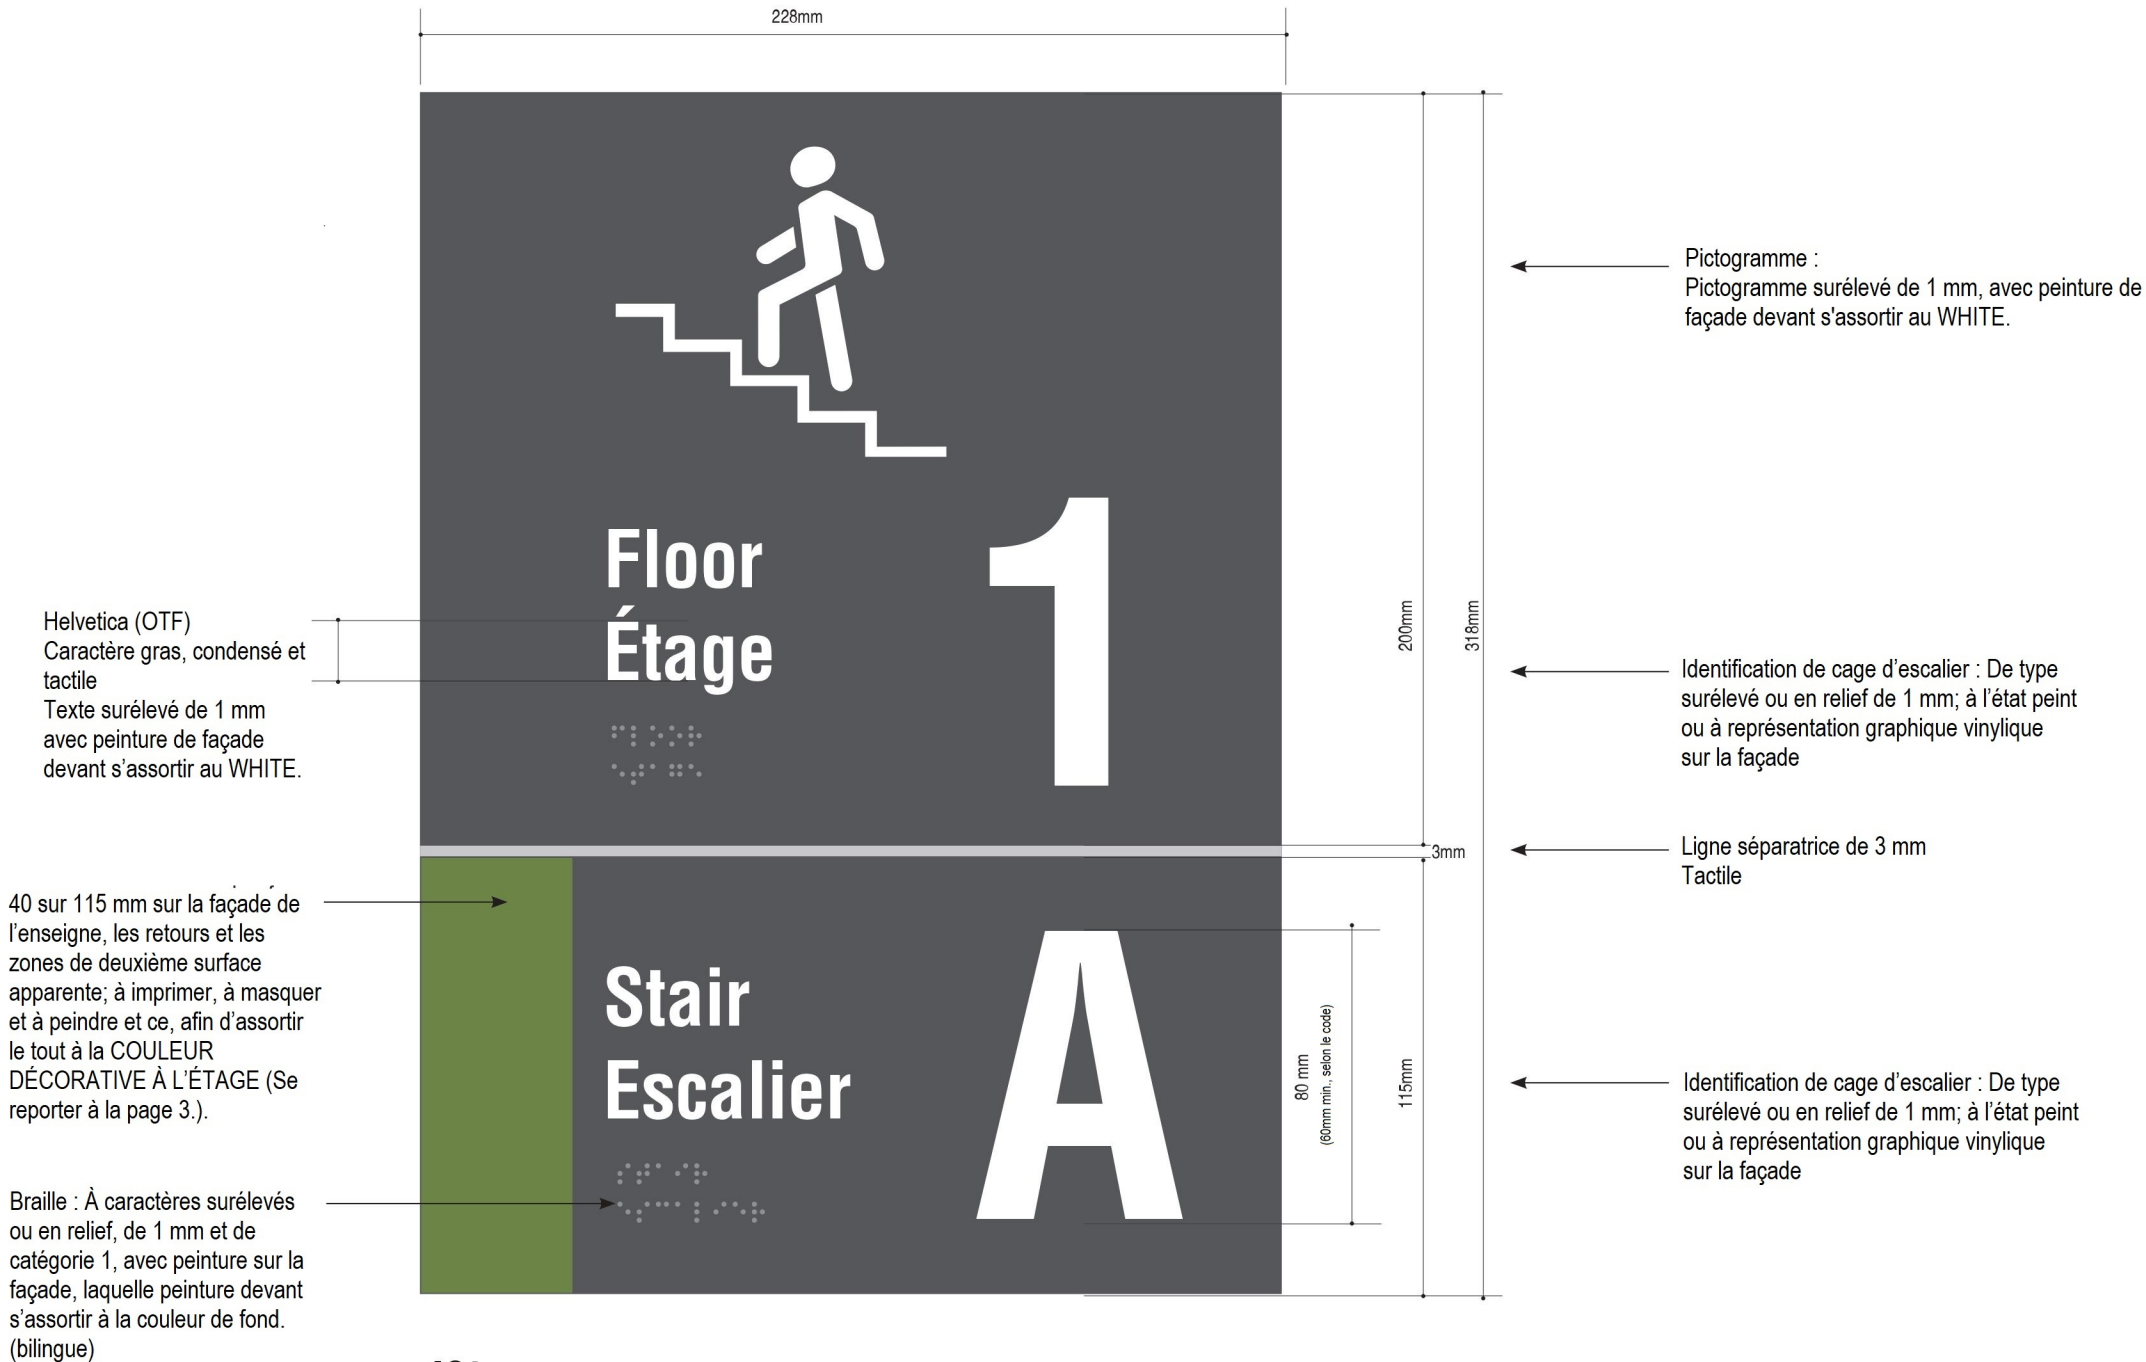 228mm
Pictogramme :
Pictogramme surélevé de 1 mm, avec peinture de
façade devant s'assortir au WHITE.
Floor
Étage
1
Helvetica (OTF)
Caractère gras, condensé et
tactile
Texte surélevé de 1 mm
avec peinture de façade
devant s’assortir au WHITE.
200mm
318mm
Identification de cage d’escalier : De type
surélevé ou en relief de 1 mm; à l’état peint
ou à représentation graphique vinylique
sur la façade
3mm
Ligne séparatrice de 3 mm
Tactile
40 sur 115 mm sur la façade de
l’enseigne, les retours et les
zones de deuxième surface
apparente; à imprimer, à masquer
et à peindre et ce, afin d’assortir
le tout à la COULEUR
DÉCORATIVE À L’ÉTAGE (Se
reporter à la page 3.).
Stair
Escalier
A
80 mm
(60mm min., selon le code)
115mm
Identification de cage d’escalier : De type
surélevé ou en relief de 1 mm; à l’état peint
ou à représentation graphique vinylique
sur la façade
Braille : À caractères surélevés
ou en relief, de 1 mm et de
catégorie 1, avec peinture sur la
façade, laquelle peinture devant
s’assortir à la couleur de fond.
(bilingue)